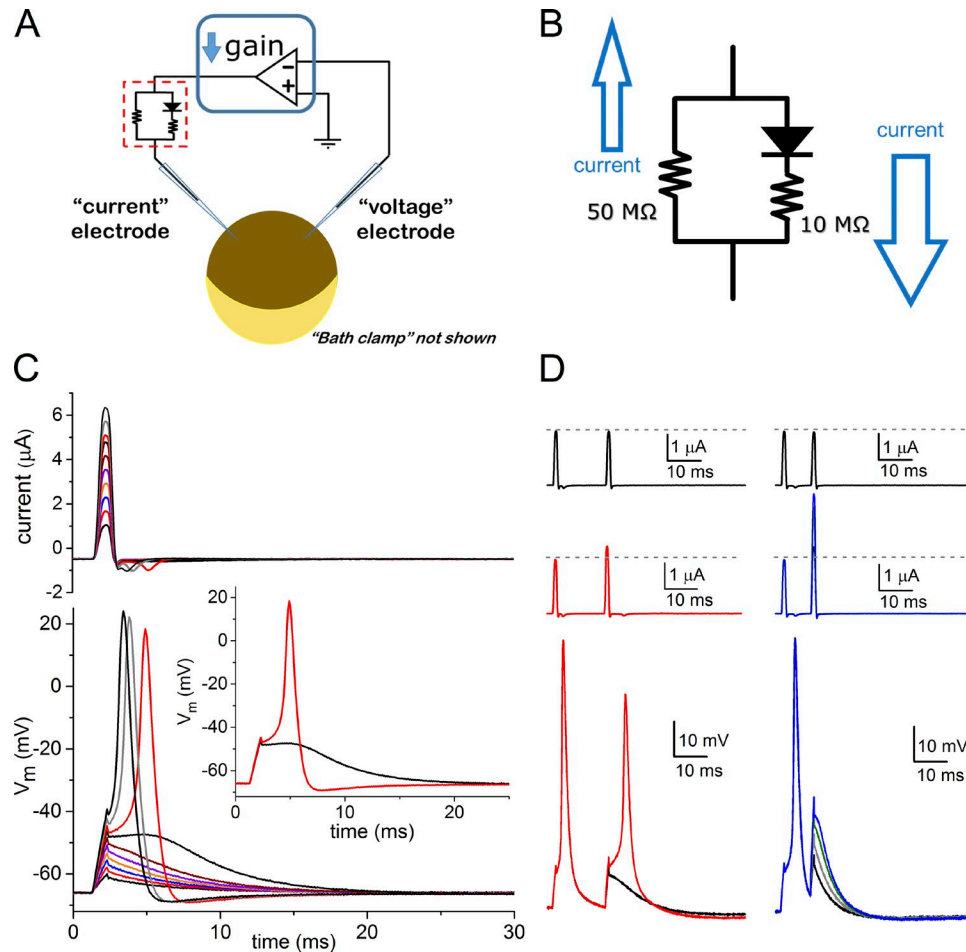 A
gain
−
+
“current”
electrode
“voltage”
electrode
“Bath clamp” not shown
B
current
current
50 MΩ
10 MΩ
C
current (µA)
6
4
2
0
-2
V_m (mV)
20
0
-20
-40
-60
0
5
10
15
20
25
30
time (ms)
V_m (mV)
20
0
-20
-40
-60
0
10
20
time (ms)
D
1 µA
10 ms
1 µA
10 ms
1 µA
10 ms
1 µA
10 ms
10 mV
10 ms
10 mV
10 ms